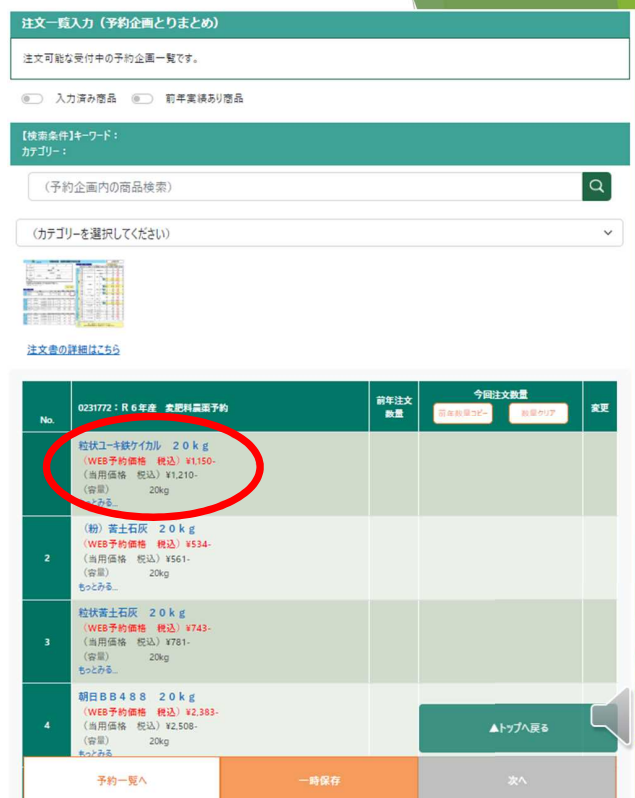 注文一覧入力（予約企画とりまとめ）
注文可能な受付中の予約企画一覧です。
入力済み商品　前年実績あり商品
【検索条件】キーワード：
カテゴリー：
（予約企画内の商品検索）
（カテゴリーを選択してください）
注文書の詳細はこちら
No.　0231772：R６年産　麦肥料農薬予約　前年注文数量　今回注文数量　変更
前年数量コピー　数量クリア
粒状ユーキ鉄ケイカル　２０ｋｇ
（WEB予約価格　税込）¥1,150-
（当用価格　税込）¥1,210-
（容量）　20kg
もっとみる...
（粉）苦土石灰　２０ｋｇ
（WEB予約価格　税込）¥534-
2　（当用価格　税込）¥561-
（容量）　20kg
もっとみる...
粒状苦土石灰　２０ｋｇ
（WEB予約価格　税込）¥743-
3　（当用価格　税込）¥781-
（容量）　20kg
もっとみる...
朝日ＢＢ４８８　２０ｋｇ
（WEB予約価格　税込）¥2,383-
4　（当用価格　税込）¥2,508-
（容量）　20kg
もっとみる
▲トップへ戻る
予約一覧へ　一時保存　次へ